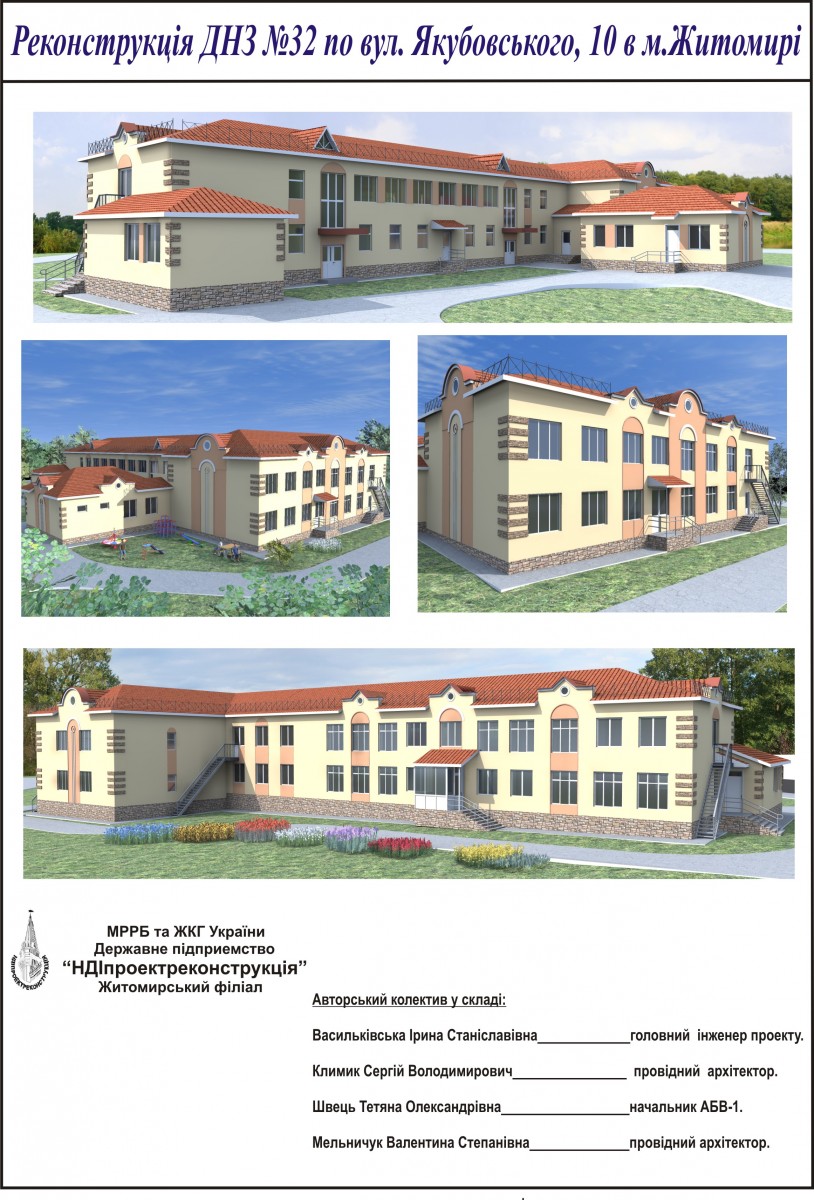 Реконструкція ДНЗ №32 по вул. Якубовського, 10 в м.Житомирі
МРРБ та ЖКГ України
Державне підприємство
“НДІпроектреконструкція”
Житомирський філіал
НДІПРОЕКТРЕКОНСТРУКЦІЯ
Авторський колектив у складі:
Васильківська Ірина Станіславівна____________головний інженер проекту.
Климик Сергій Володимирович_______________ провідний архітектор.
Швець Тетяна Олександрівна_________________начальник АБВ-1.
Мельничук Валентина Степанівна_____________провідний архітектор.